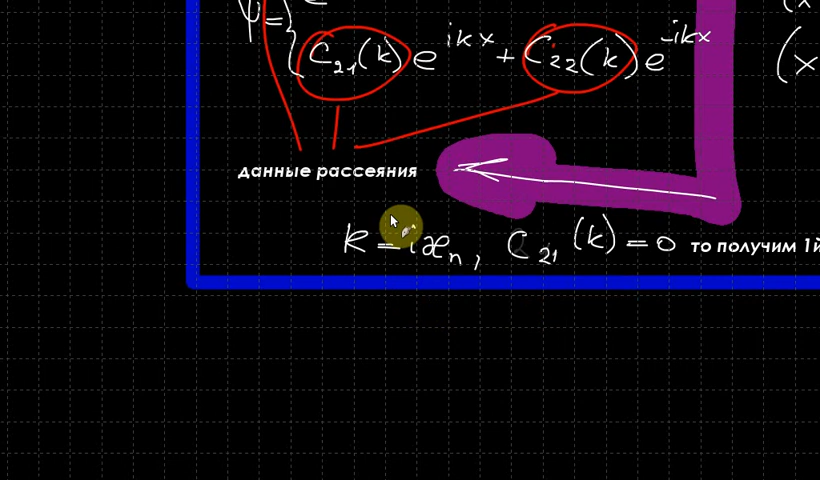 ψ = {
C₂₁(k) e^{ikx} + C₂₂(k) e^{-ikx} (x
данные рассеяния
k = iæₙ, C₂₁(k) = 0 то получим 1й